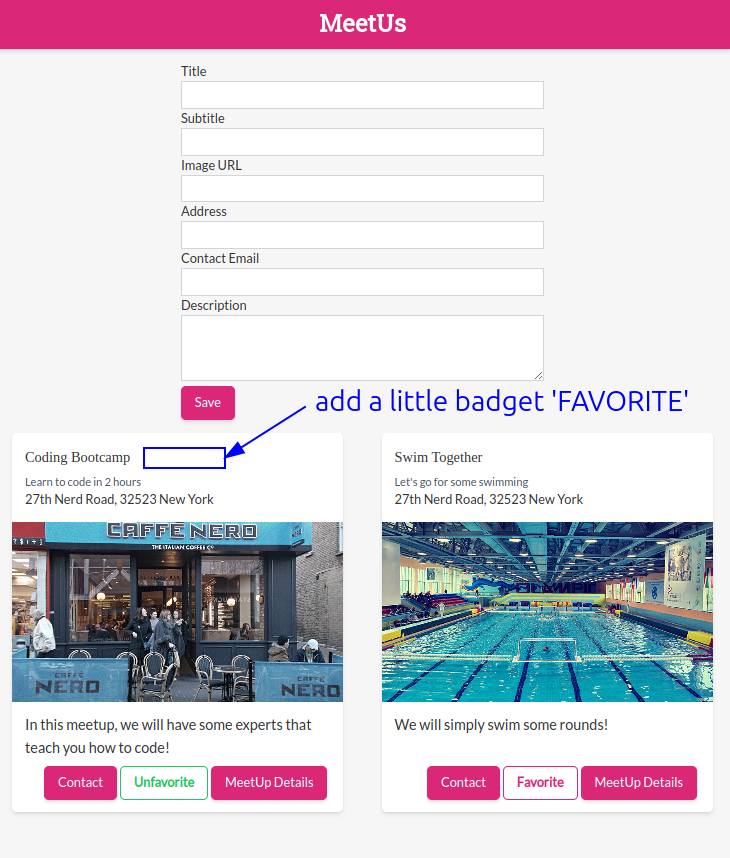 MeetUs
Title
Subtitle
Image URL
Address
Contact Email
Description
Save
add a little badget 'FAVORITE'
Coding Bootcamp
Learn to code in 2 hours
27th Nerd Road, 32523 New York
CAFFÈ NERO
THE ITALIAN COFFEE Co
CAFFÈ
NERO
CAFFÈ
NERO
In this meetup, we will have some experts that
teach you how to code!
Contact
Unfavorite
MeetUp Details
Swim Together
Let's go for some swimming
27th Nerd Road, 32523 New York
We will simply swim some rounds!
Contact
Favorite
MeetUp Details